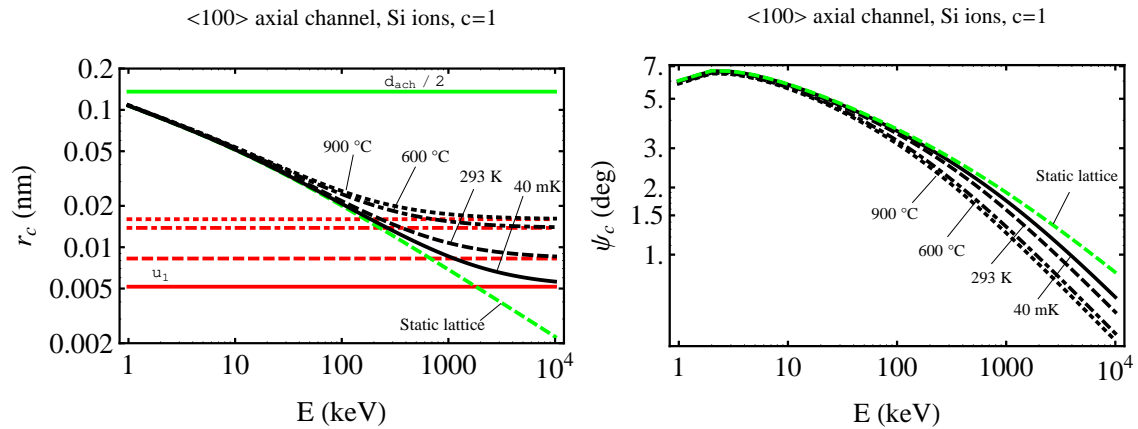 <100> axial channel, Si ions, c=1
d_ach / 2
900 °C
600 °C
293 K
40 mK
u_1
Static lattice
0.2
0.1
0.05
0.02
0.01
0.005
0.002
r_c (nm)
1
10
100
1000
10^4
E (keV)
<100> axial channel, Si ions, c=1
7.
5.
3.
2.
1.5
1.
ψ_c (deg)
Static lattice
900 °C
600 °C
293 K
40 mK
1
10
100
1000
10^4
E (keV)